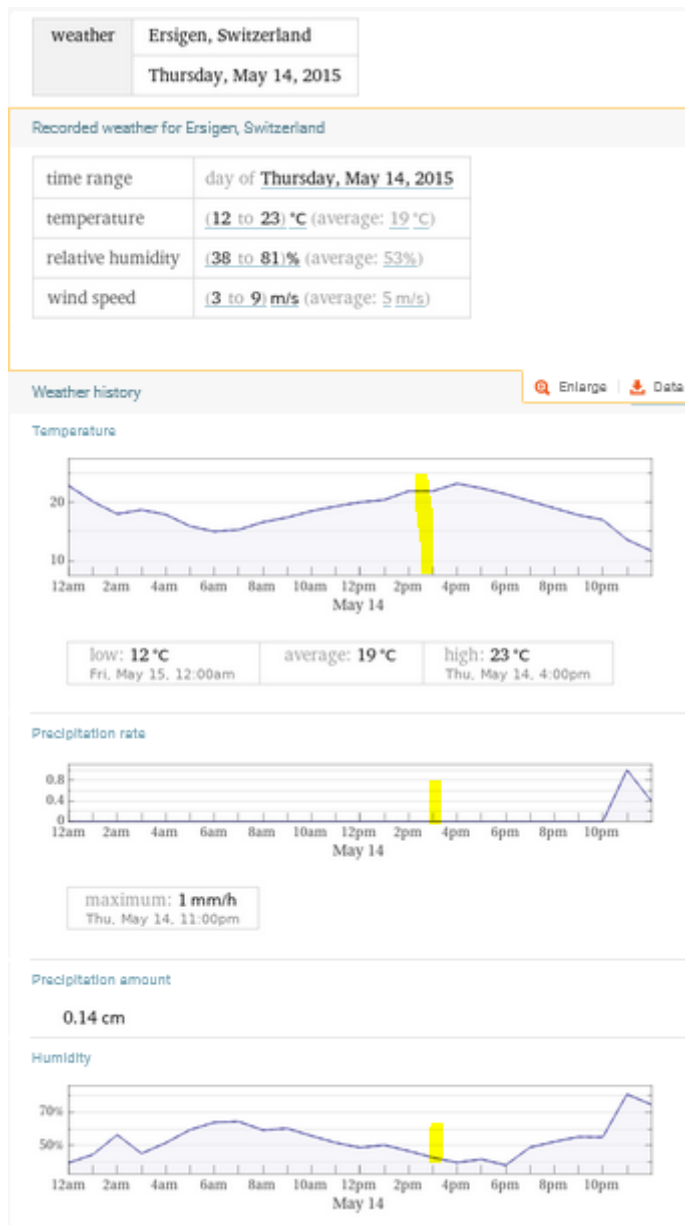 weather Ersigen, Switzerland
Thursday, May 14, 2015
Recorded weather for Ersigen, Switzerland
time range day of Thursday, May 14, 2015
temperature (12 to 23) °C (average: 19 °C)
relative humidity (38 to 81)% (average: 53%)
wind speed (3 to 9) m/s (average: 5 m/s)
Weather history Enlarge Data
Temperature
20
10
12am 2am 4am 6am 8am 10am 12pm 2pm 4pm 6pm 8pm 10pm
May 14
low: 12 °C average: 19 °C high: 23 °C
Fri, May 15, 12:00am Thu, May 14, 4:00pm
Precipitation rate
0.8
0.4
0
12am 2am 4am 6am 8am 10am 12pm 2pm 4pm 6pm 8pm 10pm
May 14
maximum: 1 mm/h
Thu, May 14, 11:00pm
Precipitation amount
0.14 cm
Humidity
70%
50%
12am 2am 4am 6am 8am 10am 12pm 2pm 4pm 6pm 8pm 10pm
May 14